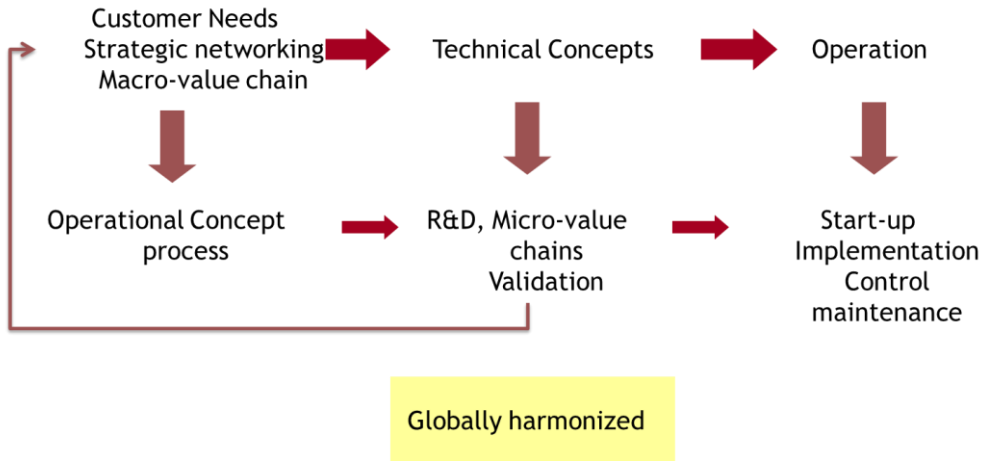 Customer Needs
Strategic networking
Macro-value chain
Technical Concepts
Operation
Operational Concept
process
R&D, Micro-value
chains
Validation
Start-up
Implementation
Control
maintenance
Globally harmonized